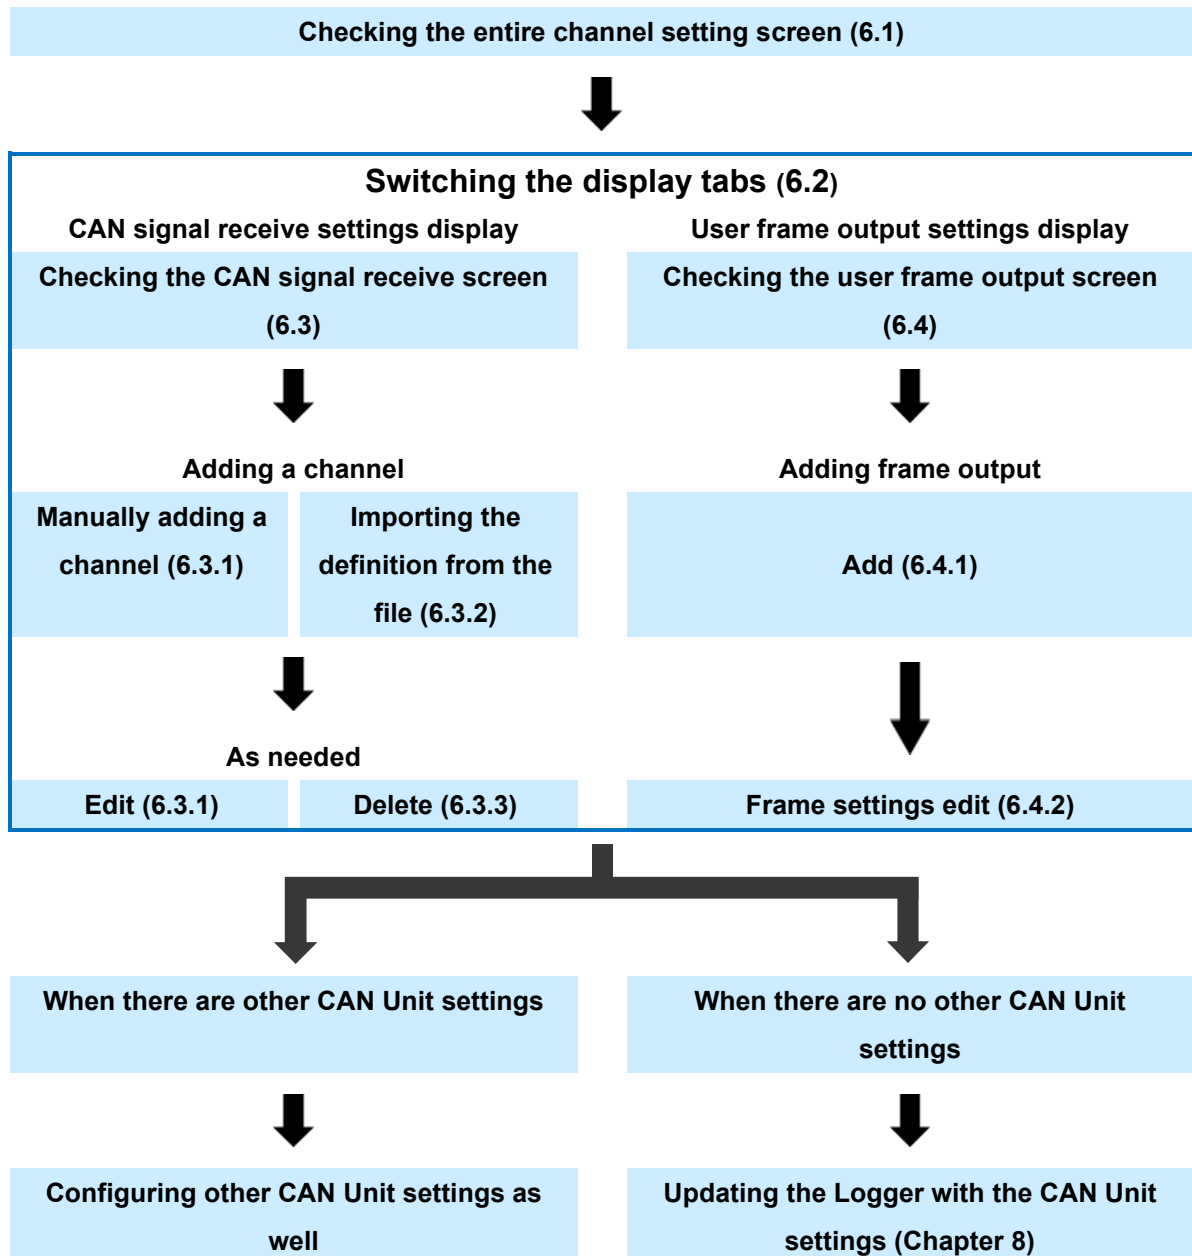 Checking the entire channel setting screen (6.1)
Switching the display tabs (6.2)
CAN signal receive settings display
Checking the CAN signal receive screen
(6.3)
Adding a channel
Manually adding a
channel (6.3.1)
Importing the
definition from the
file (6.3.2)
As needed
Edit (6.3.1)
Delete (6.3.3)
User frame output settings display
Checking the user frame output screen
(6.4)
Adding frame output
Add (6.4.1)
Frame settings edit (6.4.2)
When there are other CAN Unit settings
Configuring other CAN Unit settings as
well
When there are no other CAN Unit
settings
Updating the Logger with the CAN Unit
settings (Chapter 8)